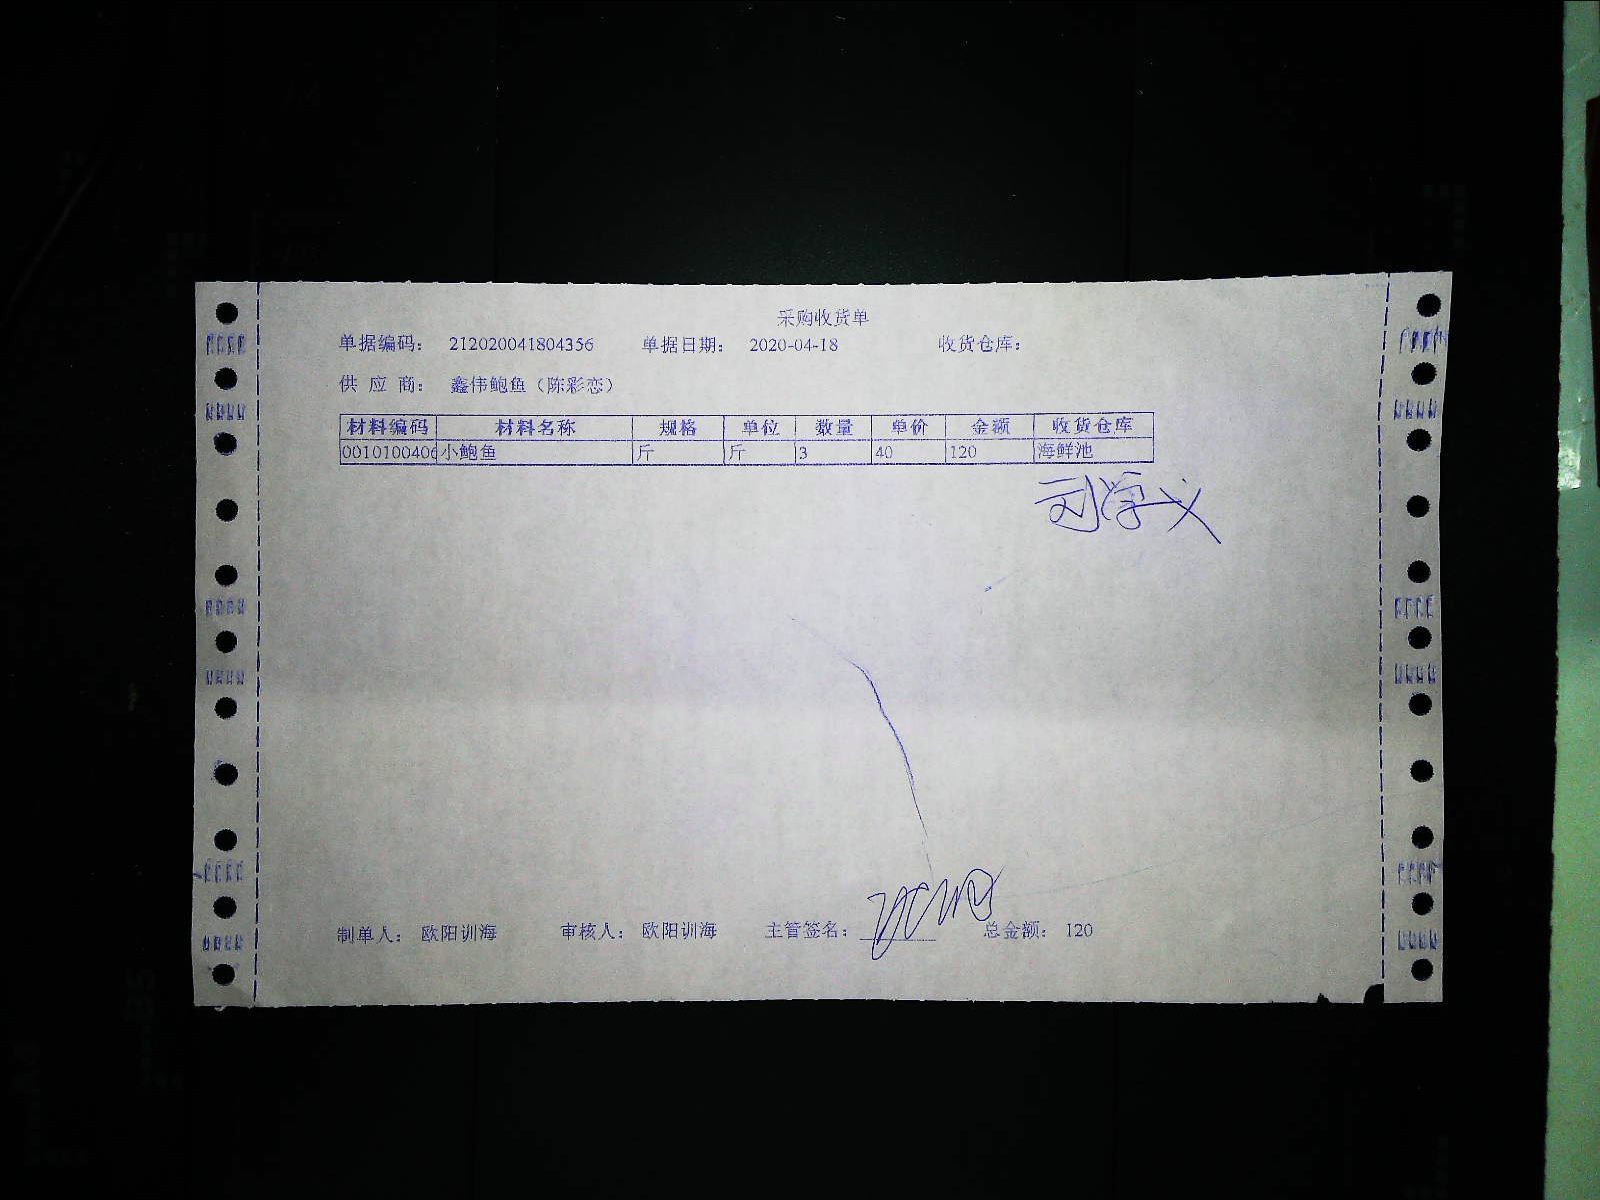 采购收货单
单据编码： 212020041804356 单据日期： 2020-04-18 收货仓库：
供 应 商： 鑫伟鲍鱼（陈彩恋）
材料编码 材料名称 规格 单位 数量 单价 金额 收货仓库
0010100406 小鲍鱼 斤 斤 3 40 120 海鲜池
刘学义
制单人： 欧阳训海 审核人： 欧阳训海 主管签名： 总金额： 120